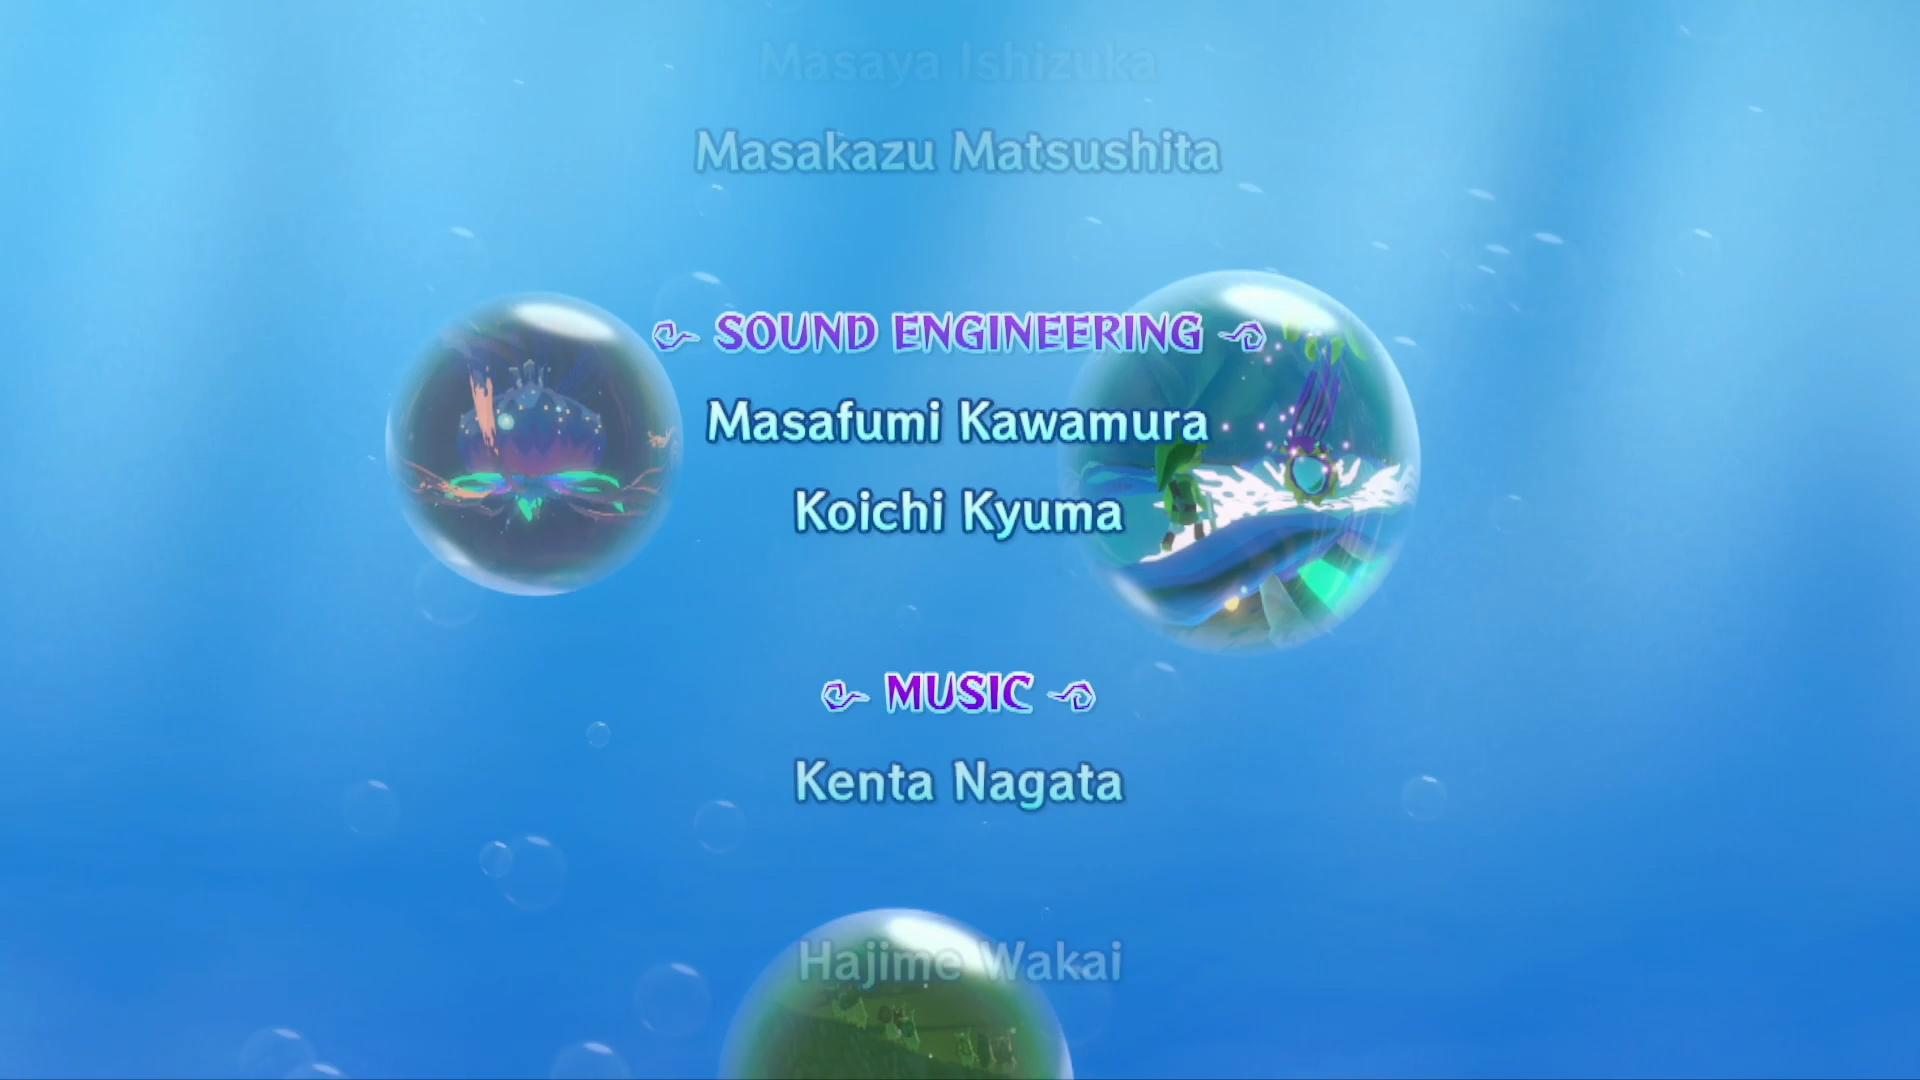 Masaya Ishizuka
Masakazu Matsushita
SOUND ENGINEERING
Masafumi Kawamura
Koichi Kyuma
MUSIC
Kenta Nagata
Hajime Wakai